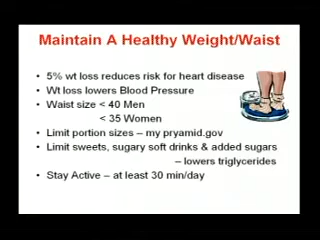 Maintain A Healthy Weight/Waist
• 5% wt loss reduces risk for heart disease
• Wt loss lowers Blood Pressure
• Waist size < 40 Men
< 35 Women
• Limit portion sizes – my pryamid.gov
• Limit sweets, sugary soft drinks & added sugars
– lowers triglycerides
• Stay Active – at least 30 min/day